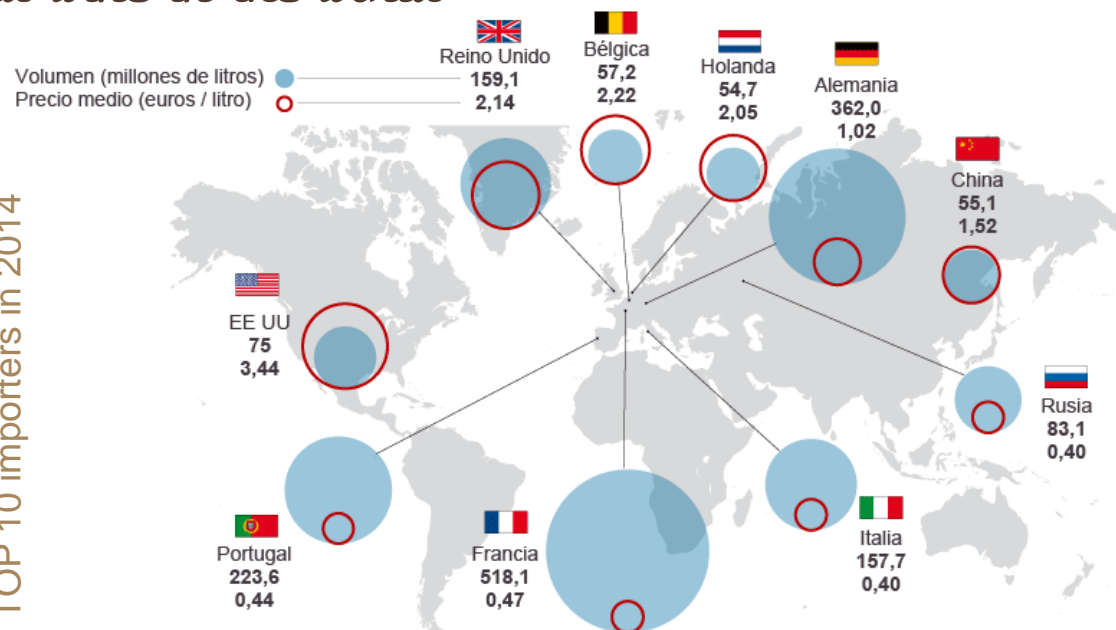 Volumen (millones de litros)
Precio medio (euros / litro)
Reino Unido
159,1
2,14
Bélgica
57,2
2,22
Holanda
54,7
2,05
Alemania
362,0
1,02
China
55,1
1,52
EE UU
75
3,44
Rusia
83,1
0,40
Portugal
223,6
0,44
Francia
518,1
0,47
Italia
157,7
0,40
TOP 10 importers in 2014